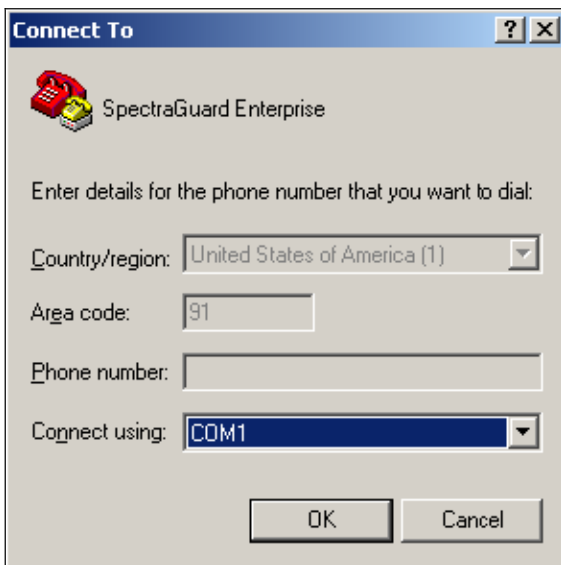 Connect To
SpectraGuard Enterprise
Enter details for the phone number that you want to dial:
Country/region: United States of America (1)
Area code: 91
Phone number:
Connect using: COM1
OK Cancel